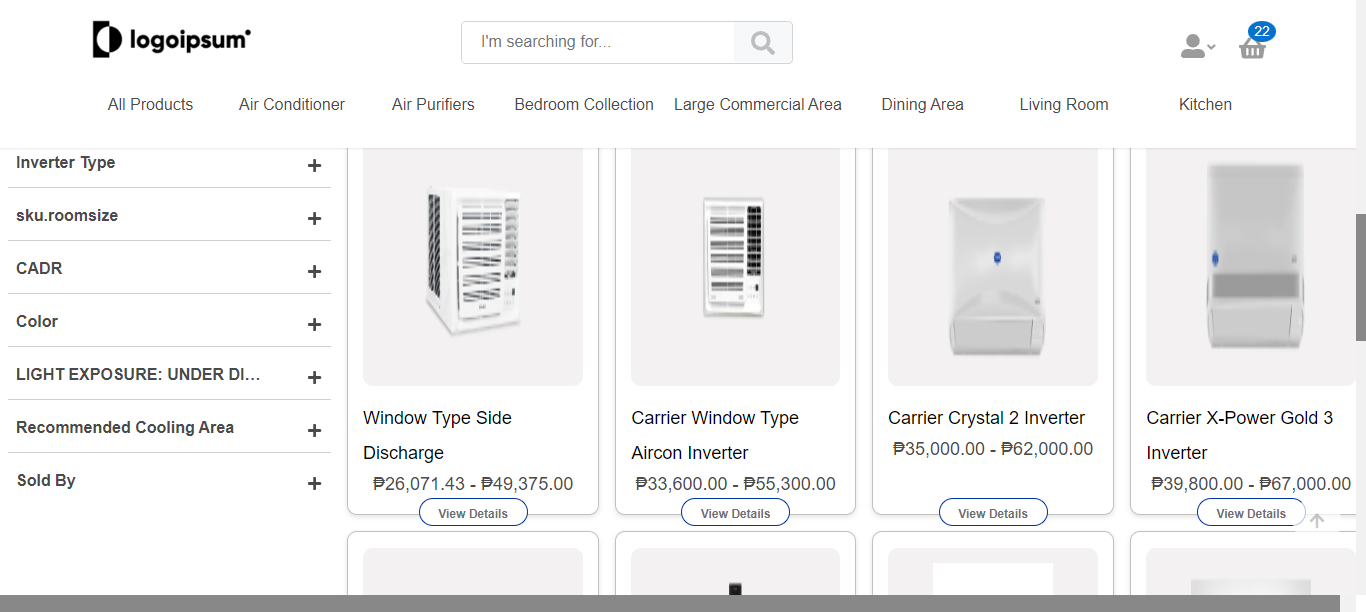 logoipsum
I'm searching for...
22
All Products Air Conditioner Air Purifiers Bedroom Collection Large Commercial Area Dining Area Living Room Kitchen
Inverter Type +
sku.roomsize +
CADR +
Color +
LIGHT EXPOSURE: UNDER DI... +
Recommended Cooling Area +
Sold By +
Window Type Side
Discharge
₱26,071.43 - ₱49,375.00
View Details
Carrier Window Type
Aircon Inverter
₱33,600.00 - ₱55,300.00
View Details
Carrier Crystal 2 Inverter
₱35,000.00 - ₱62,000.00
View Details
Carrier X-Power Gold 3
Inverter
₱39,800.00 - ₱67,000.00
View Details